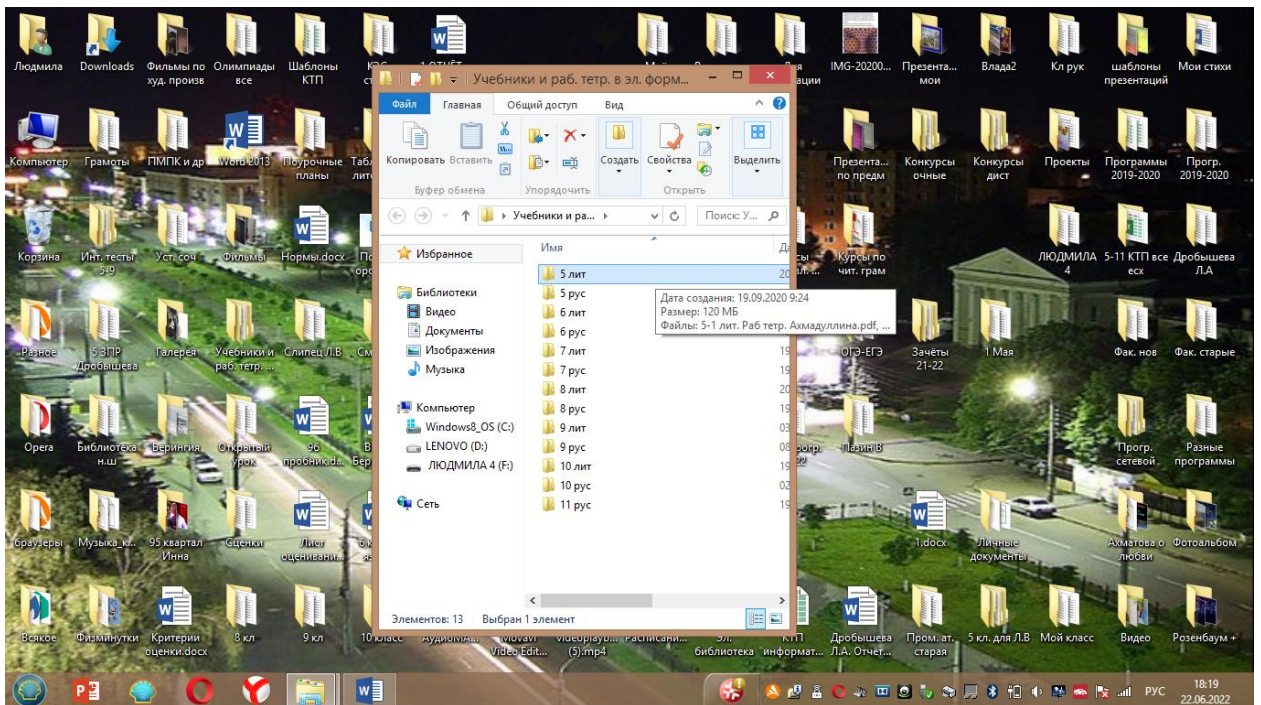 Людмила
Downloads
Фильмы по
худ. произв
Олимпиады
все
Шаблоны
КТП
IMG-20200...
Презента...
мои
Влада2
Кл рук
шаблоны
презентаций
Мои стихи
Учебники и раб. тетр. в эл. форм...
Файл
Главная
Общий доступ
Вид
Копировать
Вставить
Создать
Свойства
Выделить
Буфер обмена
Упорядочить
Открыть
Учебники и ра...
Поиск: У...
Избранное
Библиотеки
Видео
Документы
Изображения
Музыка
Компьютер
Windows8_OS (C:)
LENOVO (D:)
ЛЮДМИЛА 4 (F:)
Сеть
Имя
5 лит
5 рус
6 лит
6 рус
7 лит
7 рус
8 лит
8 рус
9 лит
9 рус
10 лит
10 рус
11 рус
Дата создания: 19.09.2020 9:24
Размер: 120 МБ
Файлы: 5-1 лит. Раб тетр. Ахмадуллина.pdf, ...
Элементов: 13
Выбран 1 элемент
Компьютер
Грамоты
ПМПК и др
Word 2013
Поурочные
планы
Презента...
по предм
Конкурсы
очные
Конкурсы
дист
Проекты
Программы
2019-2020
Прогр.
2019-2020
Корзина
Инт. тесты
5-9
Уст. соч
Фильмы
Нормы.docx
Курсы по
чит. грам
ЛЮДМИЛА
4
5-11 КТП все
есх
Дробышева
Л.А
Разное
5 ЗПР
Дробышева
Галерея
Учебники и
раб. тетр. ...
Слипец Л.В
ОГЭ-ЕГЭ
Зачёты
21-22
1 Мая
Фак. нов
Фак. старые
Opera
Библиотека
н.ш
Берингия
Открытый
урок
96
пробник.d...
Лазин В
Прогр.
сетевой
Разные
программы
браузеры
Музыка_к...
95 квартал
Инна
Сценки
Лист
оценивани...
1.docx
Личные
документы
Ахматова о
любви
Фотоальбом
Всякое
Физминутки
Критерии
оценки.docx
8 кл
9 кл
Video Edit...
(5).mp4
библиотека
информат...
Дробышева
Л.А. Отчёт...
Пром. ат.
старая
5 кл. для Л.В
Мой класс
Видео
Розенбаум +
РУС
18:19
22.06.2022